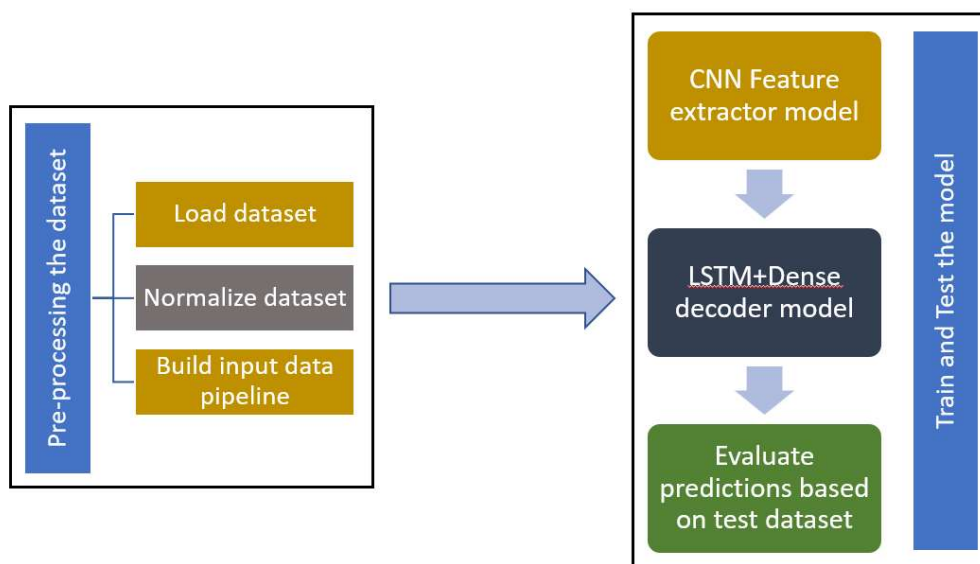 Pre-processing the dataset
Load dataset
Normalize dataset
Build input data
pipeline
CNN Feature
extractor model
LSTM+Dense
decoder model
Evaluate
predictions based
on test dataset
Train and Test the model